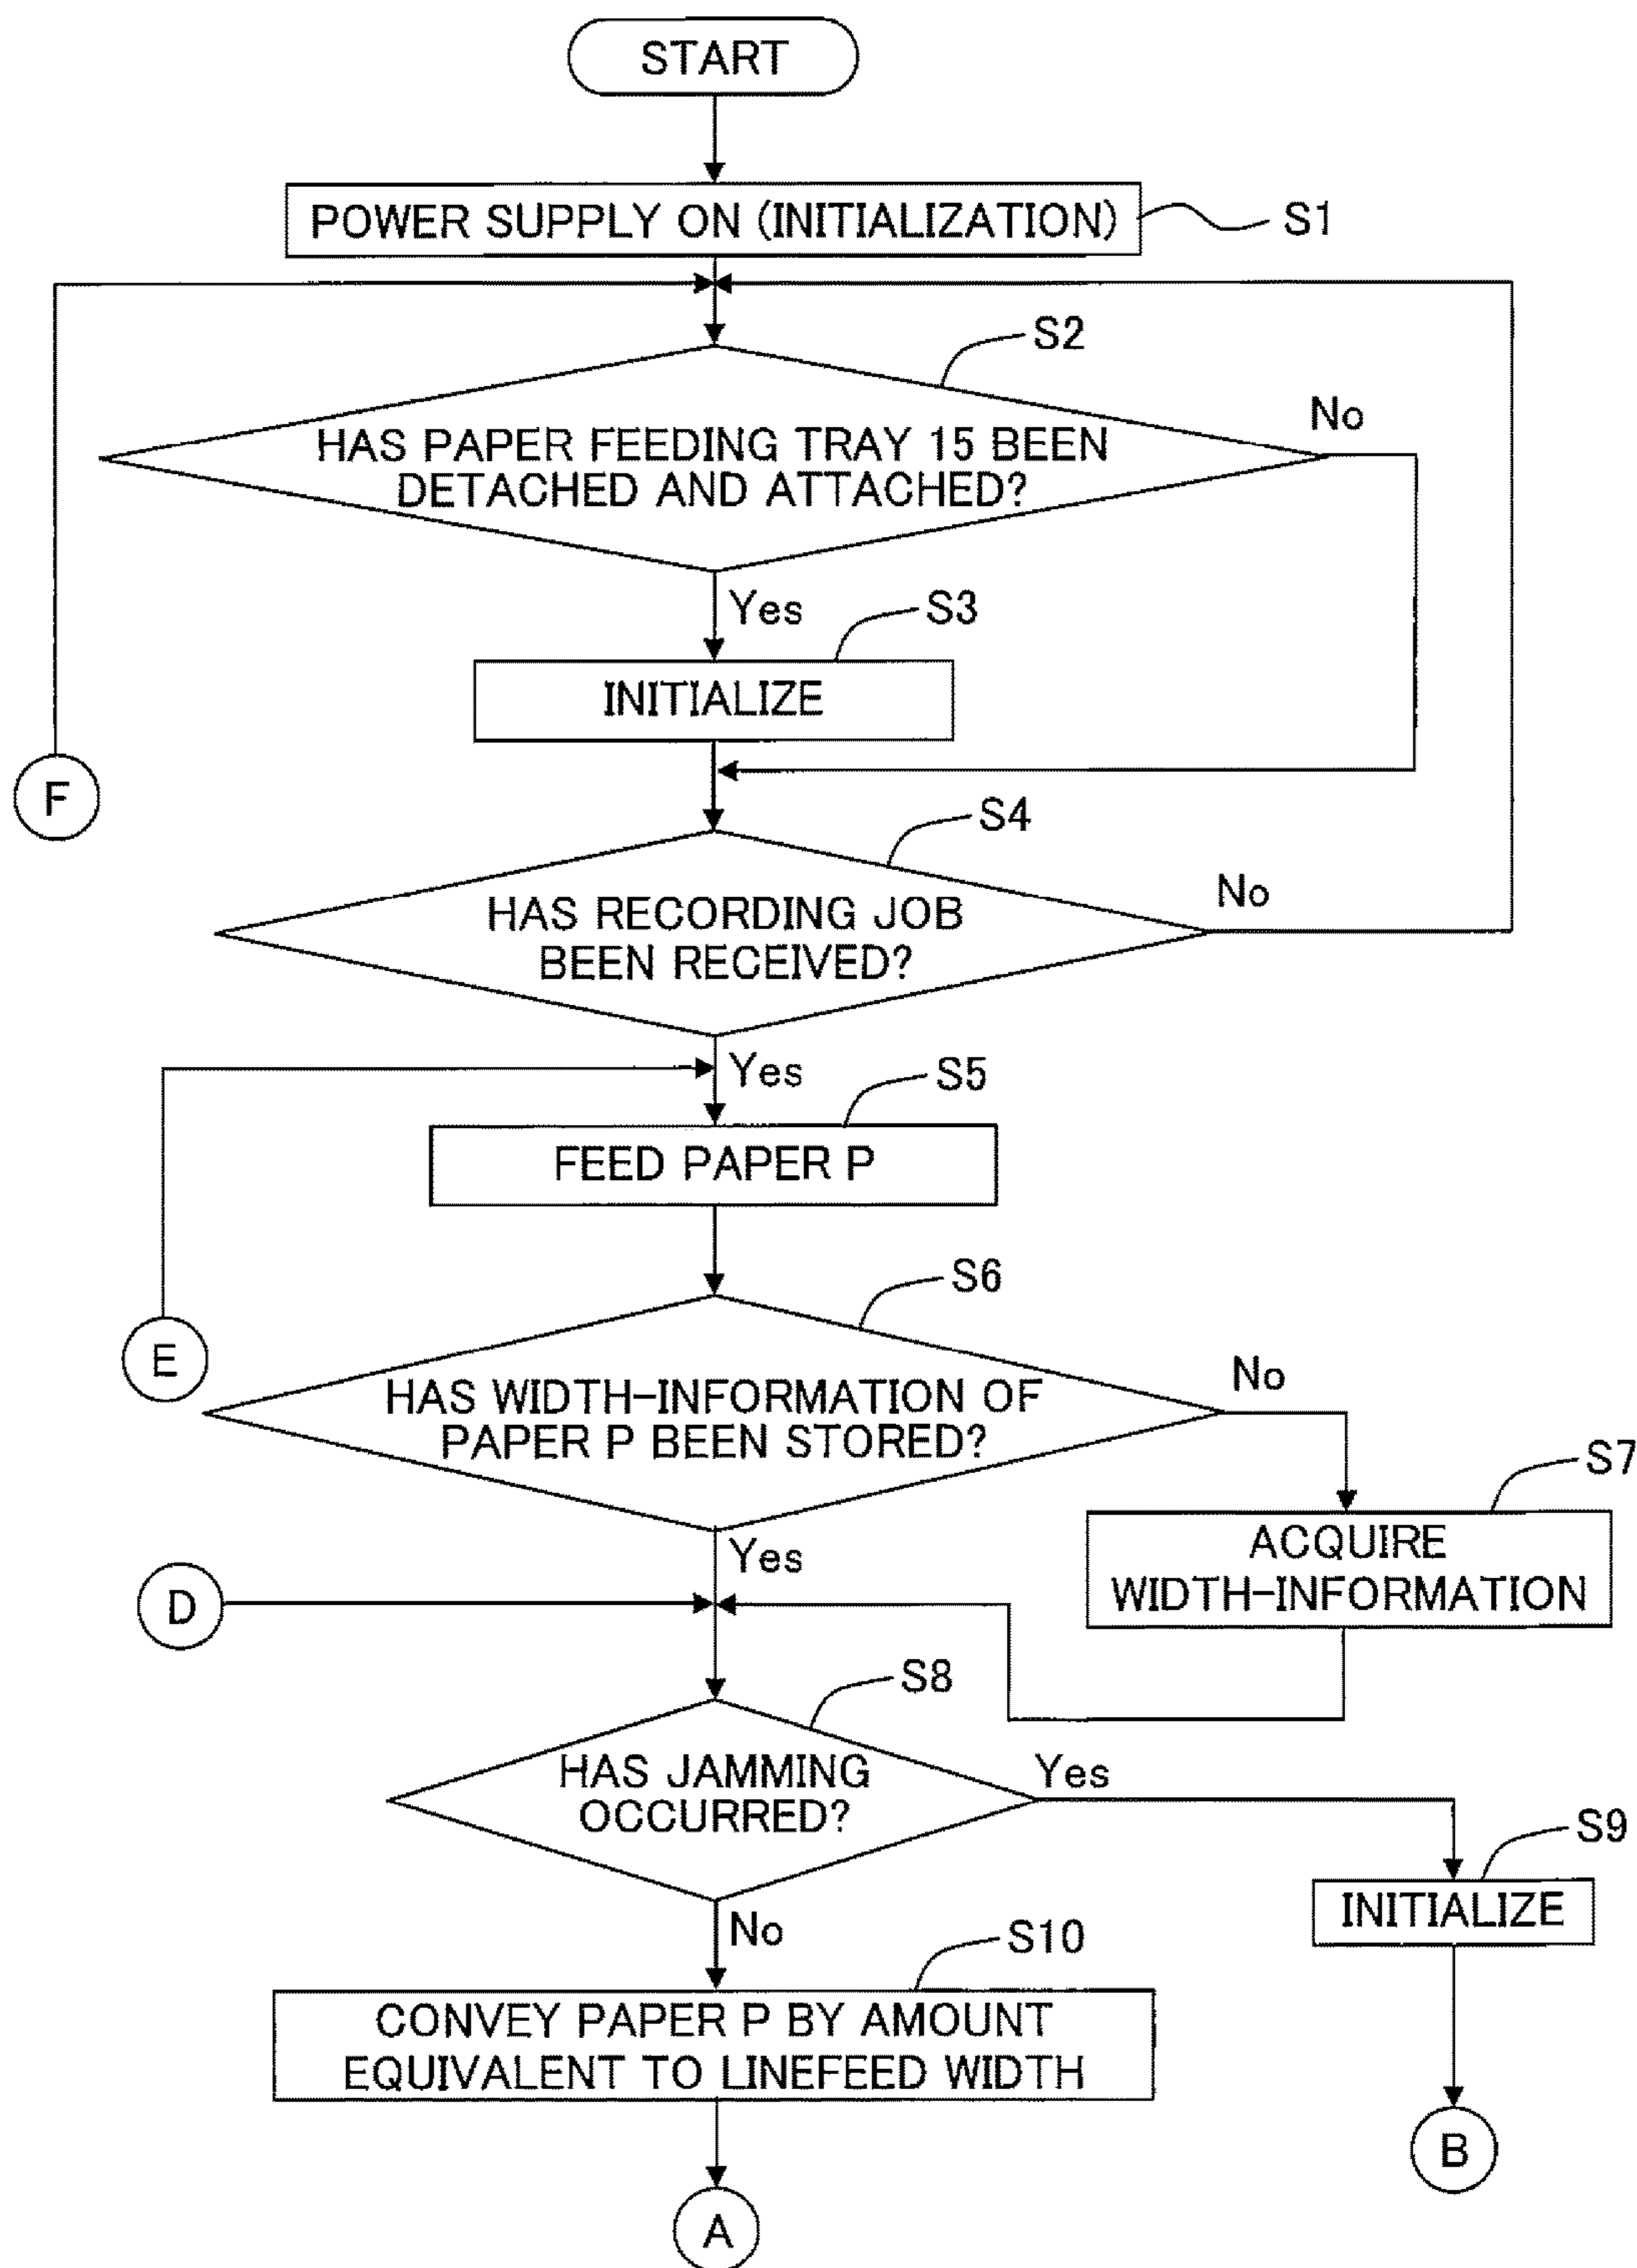 START
POWER SUPPLY ON (INITIALIZATION)
S1
S2
No
HAS PAPER FEEDING TRAY 15 BEEN
DETACHED AND ATTACHED?
Yes
S3
INITIALIZE
F
S4
No
HAS RECORDING JOB
BEEN RECEIVED?
Yes
S5
FEED PAPER P
S6
E
No
HAS WIDTH-INFORMATION OF
PAPER P BEEN STORED?
S7
Yes
ACQUIRE
WIDTH-INFORMATION
D
S8
HAS JAMMING
OCCURRED?
Yes
S9
INITIALIZE
No
S10
CONVEY PAPER P BY AMOUNT
EQUIVALENT TO LINEFEED WIDTH
B
A